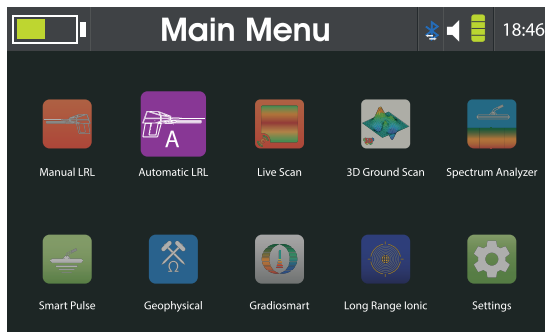 Main Menu
18:46
A
Manual LRL
Automatic LRL
Live Scan
3D Ground Scan
Spectrum Analyzer
Ω
Smart Pulse
Geophysical
Gradiosmart
Long Range Ionic
Settings